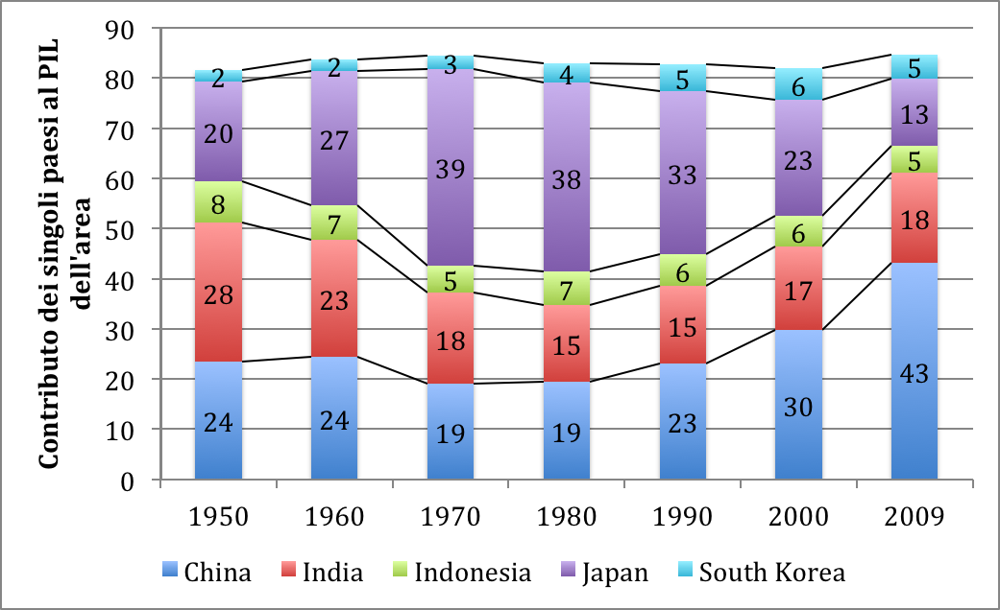 Contributo dei singoli paesi al PIL
dell'area
90
80
70
60
50
40
30
20
10
0
2 2 3 4 5 6 5
20 27 39 38 33 23 13
8 7 5 7 6 6 5
28 23 18 15 15 17 18
24 24 19 19 23 30 43
1950 1960 1970 1980 1990 2000 2009
China India Indonesia Japan South Korea